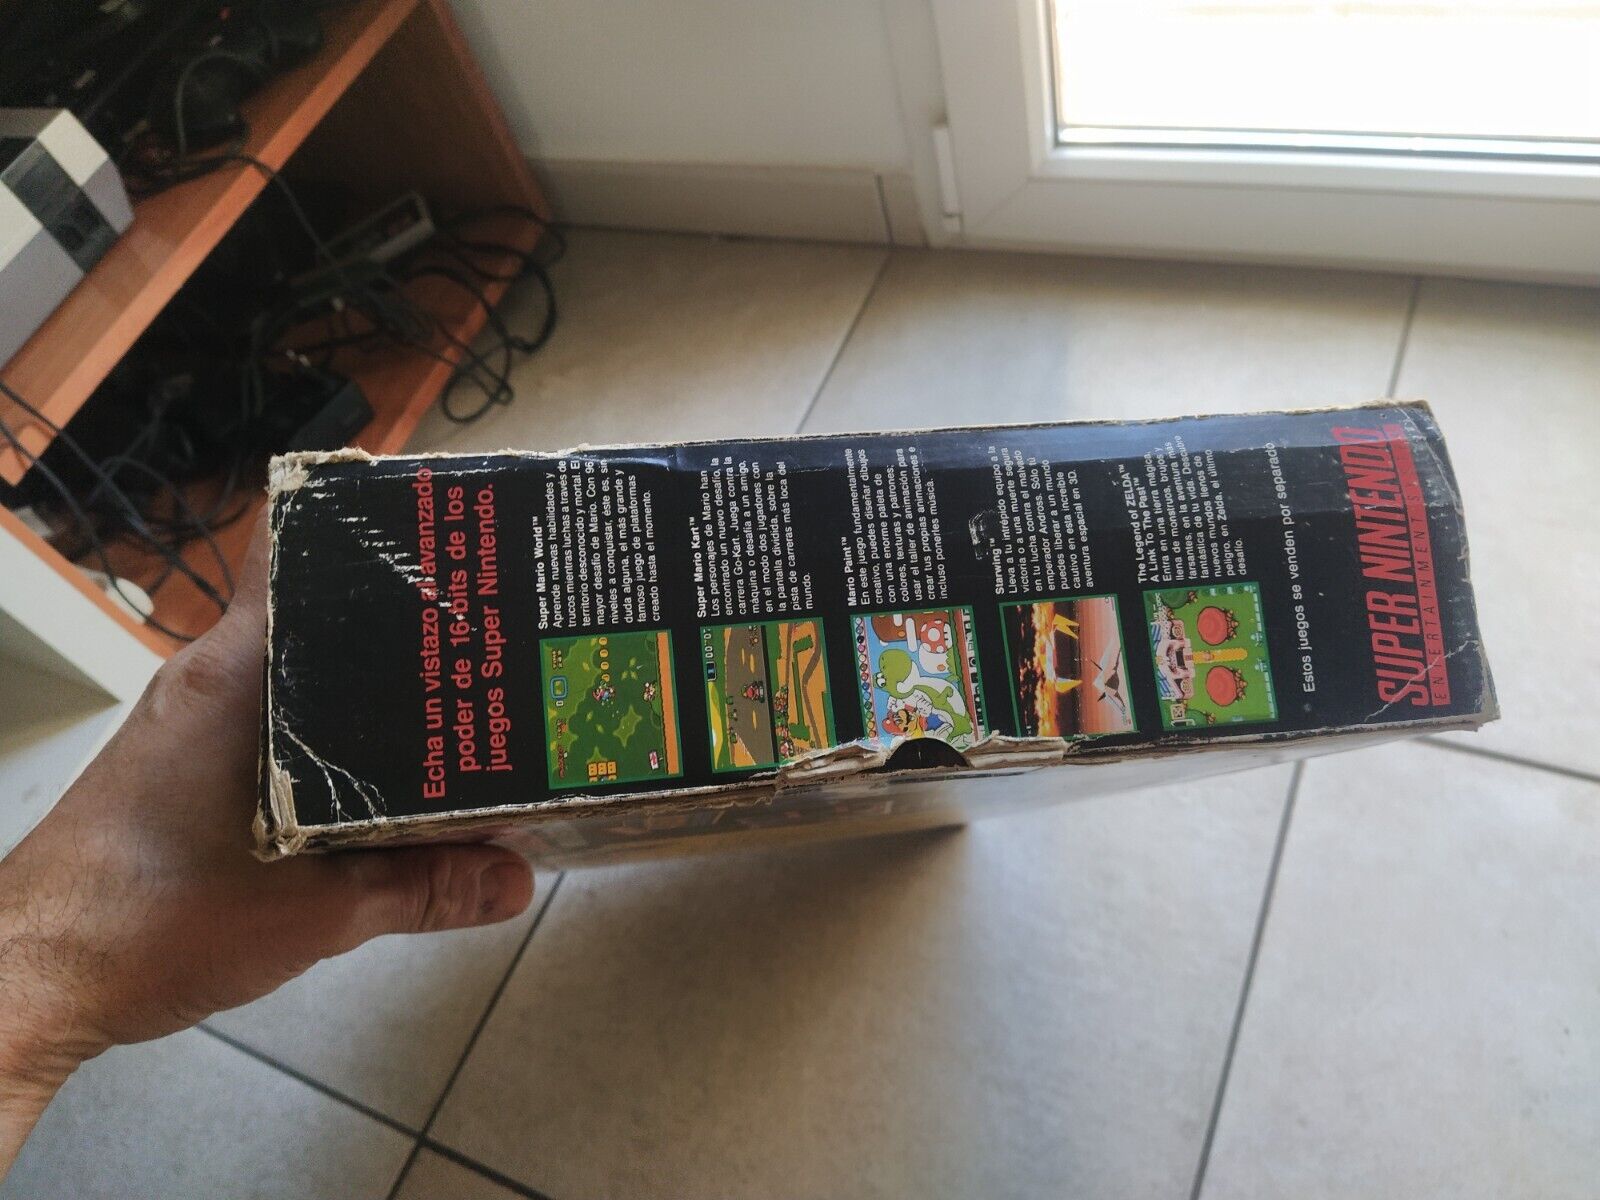 Echa un vistazo al avanzado
poder de 16-bits de los
juegos Super Nintendo.
Super Mario World™
Aprende nuevas habilidades y
trucos mientras luchas a través de
territorio desconocido y mortal. El
mayor desafío de Mario. Con 96
niveles a conquistar, éste es, sin
duda alguna, el más grande y
famoso juego de plataformas
creado hasta el momento.
Super Mario Kart™
Los personajes de Mario han
encontrado un nuevo desafío, la
carrera Go-Kart. Juega contra la
máquina o desafía a un amigo,
en el modo dos jugadores con
la pantalla dividida, sobre la
pista de carreras más loca del
mundo.
Mario Paint™
En este juego fundamentalmente
creativo, puedes diseñar dibujos
con una enorme paleta de
colores, texturas y patrones,
usar el taller de animación para
crear tus propias animaciones e
incluso ponerles música.
Starwing™
Lleva a tu intrépido equipo a la
victoria o a una muerte segura
en tu lucha contra el malvado
emperador Andros. Sólo tú
puedes liberar a un mundo
cautivo en esta increíble
aventura espacial en 3D.
The Legend of ZELDA™
A Link To The Past™
Entra en una tierra mágica,
llena de monstruos, brujas y
farsantes, en la aventura más
fantástica de tu vida. Descubre
nuevos mundos llenos de
peligro, en Zelda, el último
desafío.
Estos juegos se venden por separado
SUPER NINTENDO
ENTERTAINMENT SYSTEM